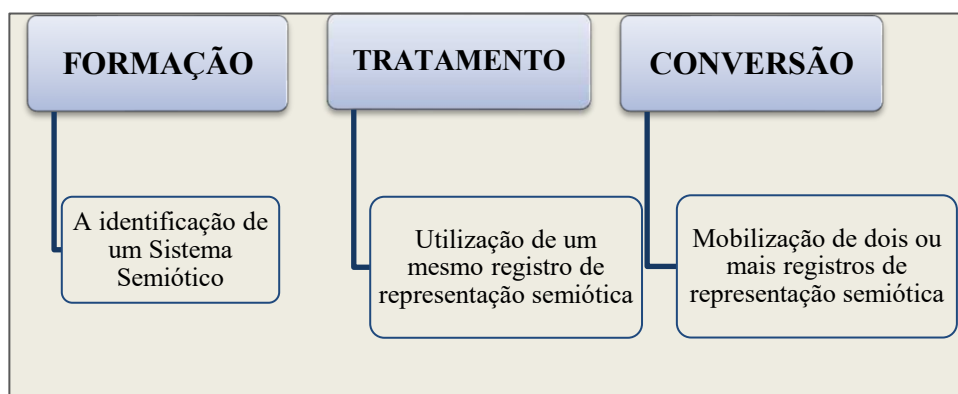 FORMAÇÃO
A identificação de
um Sistema
Semiótico
TRATAMENTO
Utilização de um
mesmo registro de
representação semiótica
CONVERSÃO
Mobilização de dois ou
mais registros de
representação semiótica